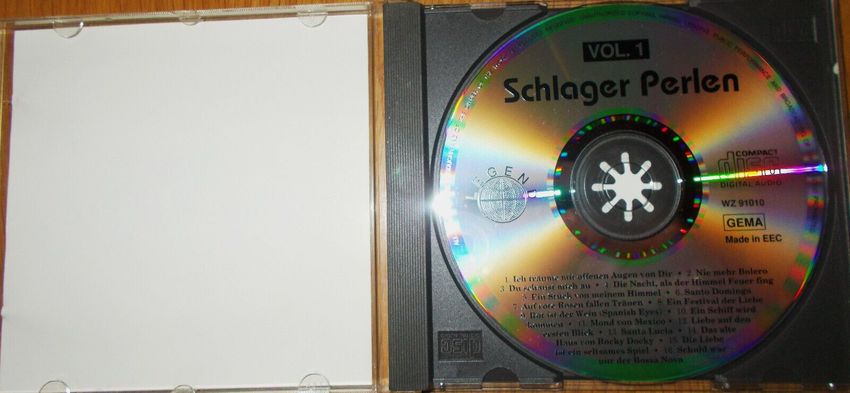 VOL. 1
Schlager Perlen
LEGEND
COMPACT
disc
DIGITAL AUDIO
WZ 91010
GEMA
Made in EEC
1. Ich träume mit offenen Augen von Dir • 2. Nie mehr Bolero
3. Du schaust mich an • 4. Die Nacht, als der Himmel Feuer fing
5. Ein Stück von meinem Himmel • 6. Santo Domingo
7. Auf rote Rosen fallen Tränen • 8. Ein Festival der Liebe
9. Rot ist der Wein (Spanish Eyes) • 10. Ein Schiff wird
kommen • 11. Mond von Mexico • 12. Liebe auf den
ersten Blick • 13. Santa Lucia • 14. Das alte
Haus von Rocky Docky • 15. Die Liebe
ist ein seltsames Spiel • 16. Schuld war
nur der Bossa Nova